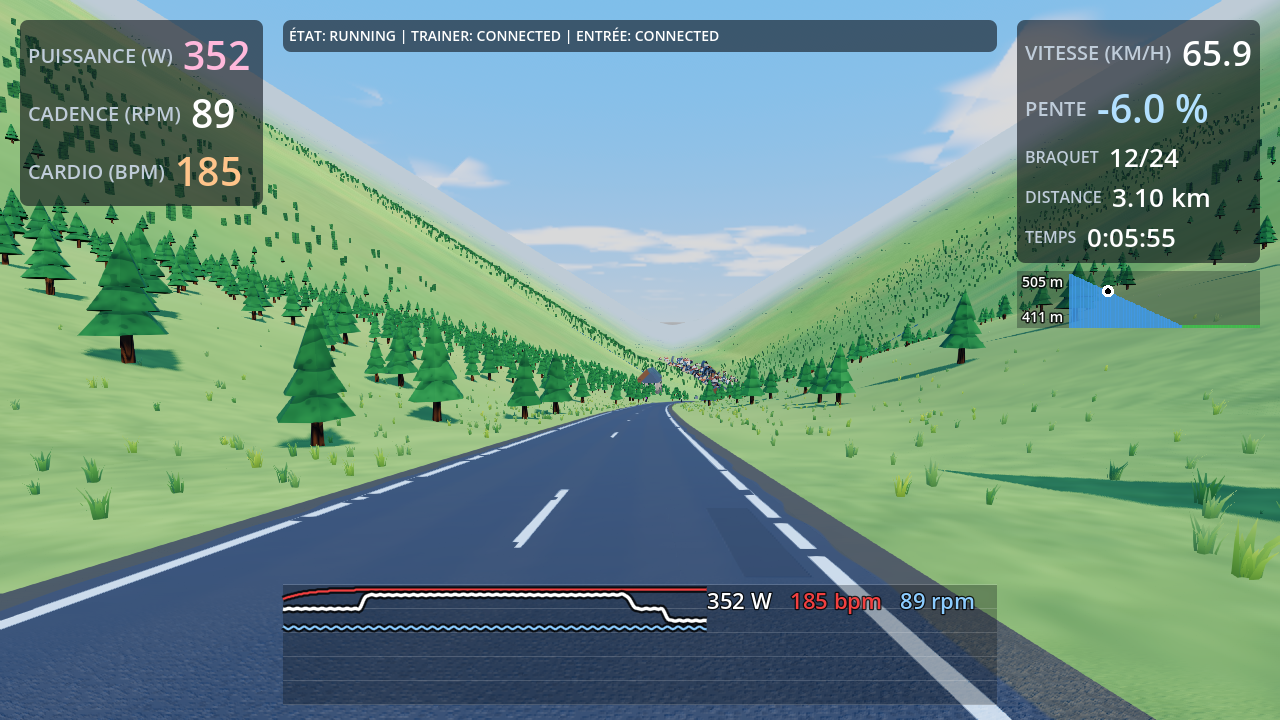 PUISSANCE (W) 352
CADENCE (RPM) 89
CARDIO (BPM) 185
ÉTAT: RUNNING | TRAINER: CONNECTED | ENTRÉE: CONNECTED
VITESSE (KM/H) 65.9
PENTE -6.0 %
BRAQUET 12/24
DISTANCE 3.10 km
TEMPS 0:05:55
505 m
411 m
352 W 185 bpm 89 rpm